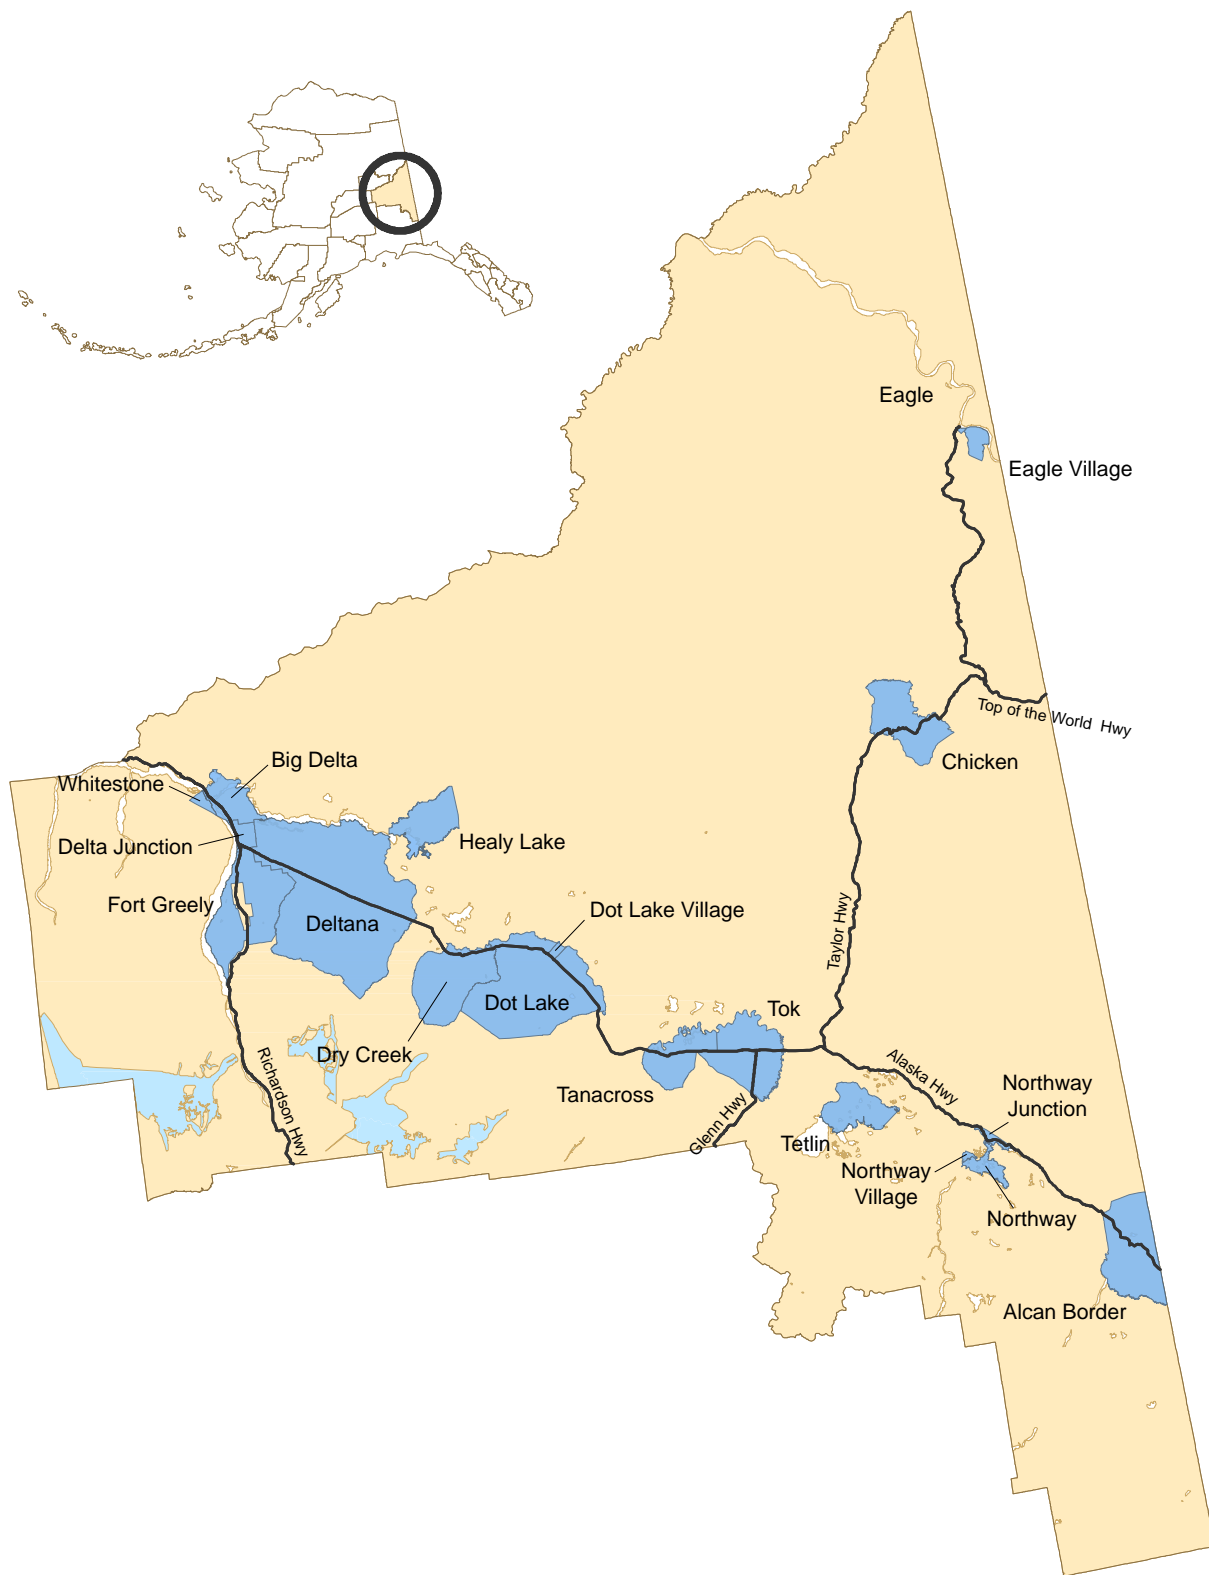 Eagle
Eagle Village
Top of the World Hwy
Chicken
Big Delta
Whitestone
Delta Junction
Healy Lake
Fort Greely
Deltana
Dot Lake Village
Taylor Hwy
Dot Lake
Tok
Dry Creek
Richardson Hwy
Tanacross
Glenn Hwy
Alaska Hwy
Northway
Junction
Tetlin
Northway
Village
Northway
Alcan Border